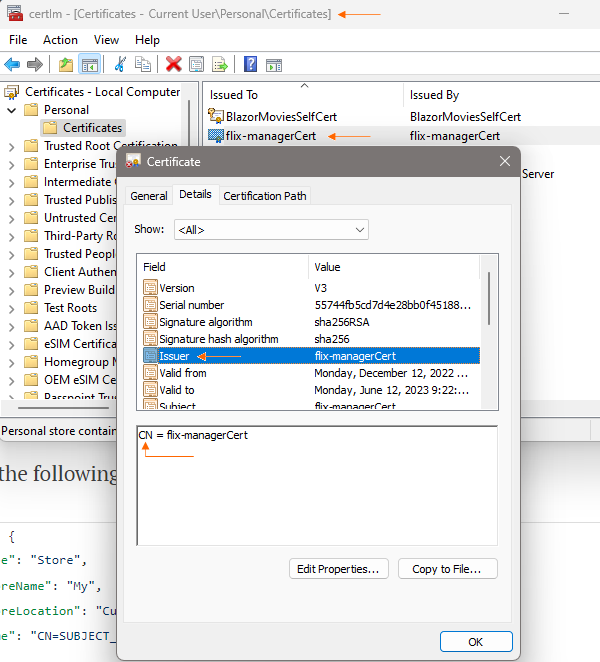 certlm - [Certificates - Current User\Personal\Certificates]
File Action View Help
Certificates - Local Computer
Personal
Certificates
Trusted Root Certification
Enterprise Tru
Intermediate C
Trusted Publis
Untrusted Cer
Third-Party Ro
Trusted People
Client Authen
Preview Build
Test Roots
AAD Token Iss
eSIM Certifica
Homegroup M
OEM eSIM Ce
Passpoint Trust
Personal store contain
Issued To Issued By
BlazorMoviesSelfCert BlazorMoviesSelfCert
flix-managerCert flix-managerCert
Server
Certificate
General Details Certification Path
Show: <All>
Field Value
Version V3
Serial number 55744fb5cd7d4e28bb0f45188...
Signature algorithm sha256RSA
Signature hash algorithm sha256
Issuer flix-managerCert
Valid from Monday, December 12, 2022 ...
Valid to Monday, June 12, 2023 9:22:...
Subject flix-managerCert
CN = flix-managerCert
Edit Properties... Copy to File...
OK
the following
{
e": "Store",
reName": "My",
reLocation": "Cu
me": "CN=SUBJECT_